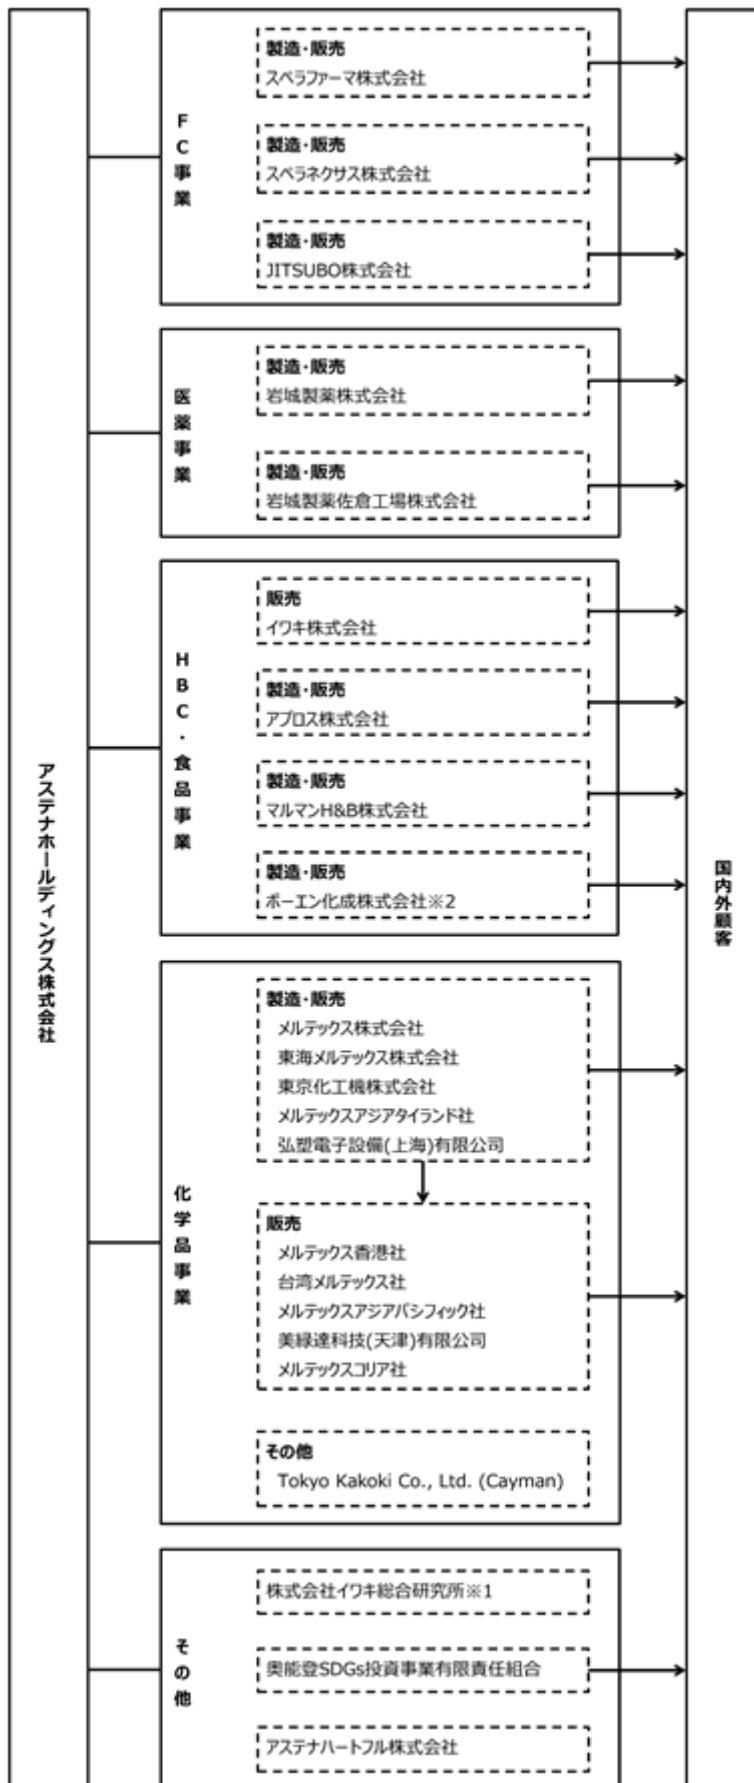 アステナホールディングス株式会社
FC事業
製造・販売
スペラファーマ株式会社
製造・販売
スペラネクサス株式会社
製造・販売
JITSUBO株式会社
医薬事業
製造・販売
岩城製薬株式会社
製造・販売
岩城製薬佐倉工場株式会社
HBC・食品事業
販売
イワキ株式会社
製造・販売
アプロス株式会社
製造・販売
マルマンH&B株式会社
製造・販売
ボーエン化成株式会社※2
化学品事業
製造・販売
メルテックス株式会社
東海メルテックス株式会社
東京化工機株式会社
メルテックスアジアタイランド社
弘塑電子設備(上海)有限公司
販売
メルテックス香港社
台湾メルテックス社
メルテックスアジアパシフィック社
美緑達科技(天津)有限公司
メルテックスコリア社
その他
Tokyo Kakoki Co., Ltd. (Cayman)
その他
株式会社イワキ総合研究所※1
奥能登SDGs投資事業有限責任組合
アステナハートフル株式会社
国内外顧客